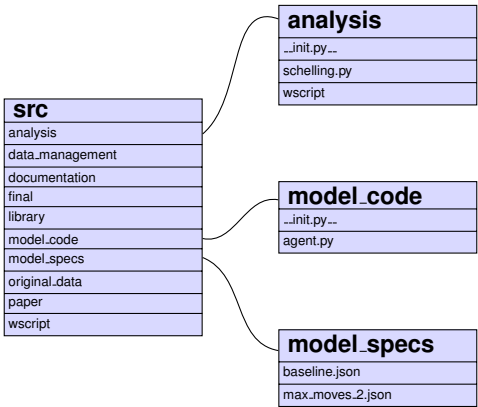 analysis
__init.py__
schelling.py
wscript
src
analysis
data_management
documentation
final
library
model_code
model_specs
original_data
paper
wscript
model_code
__init.py__
agent.py
model_specs
baseline.json
max_moves_2.json